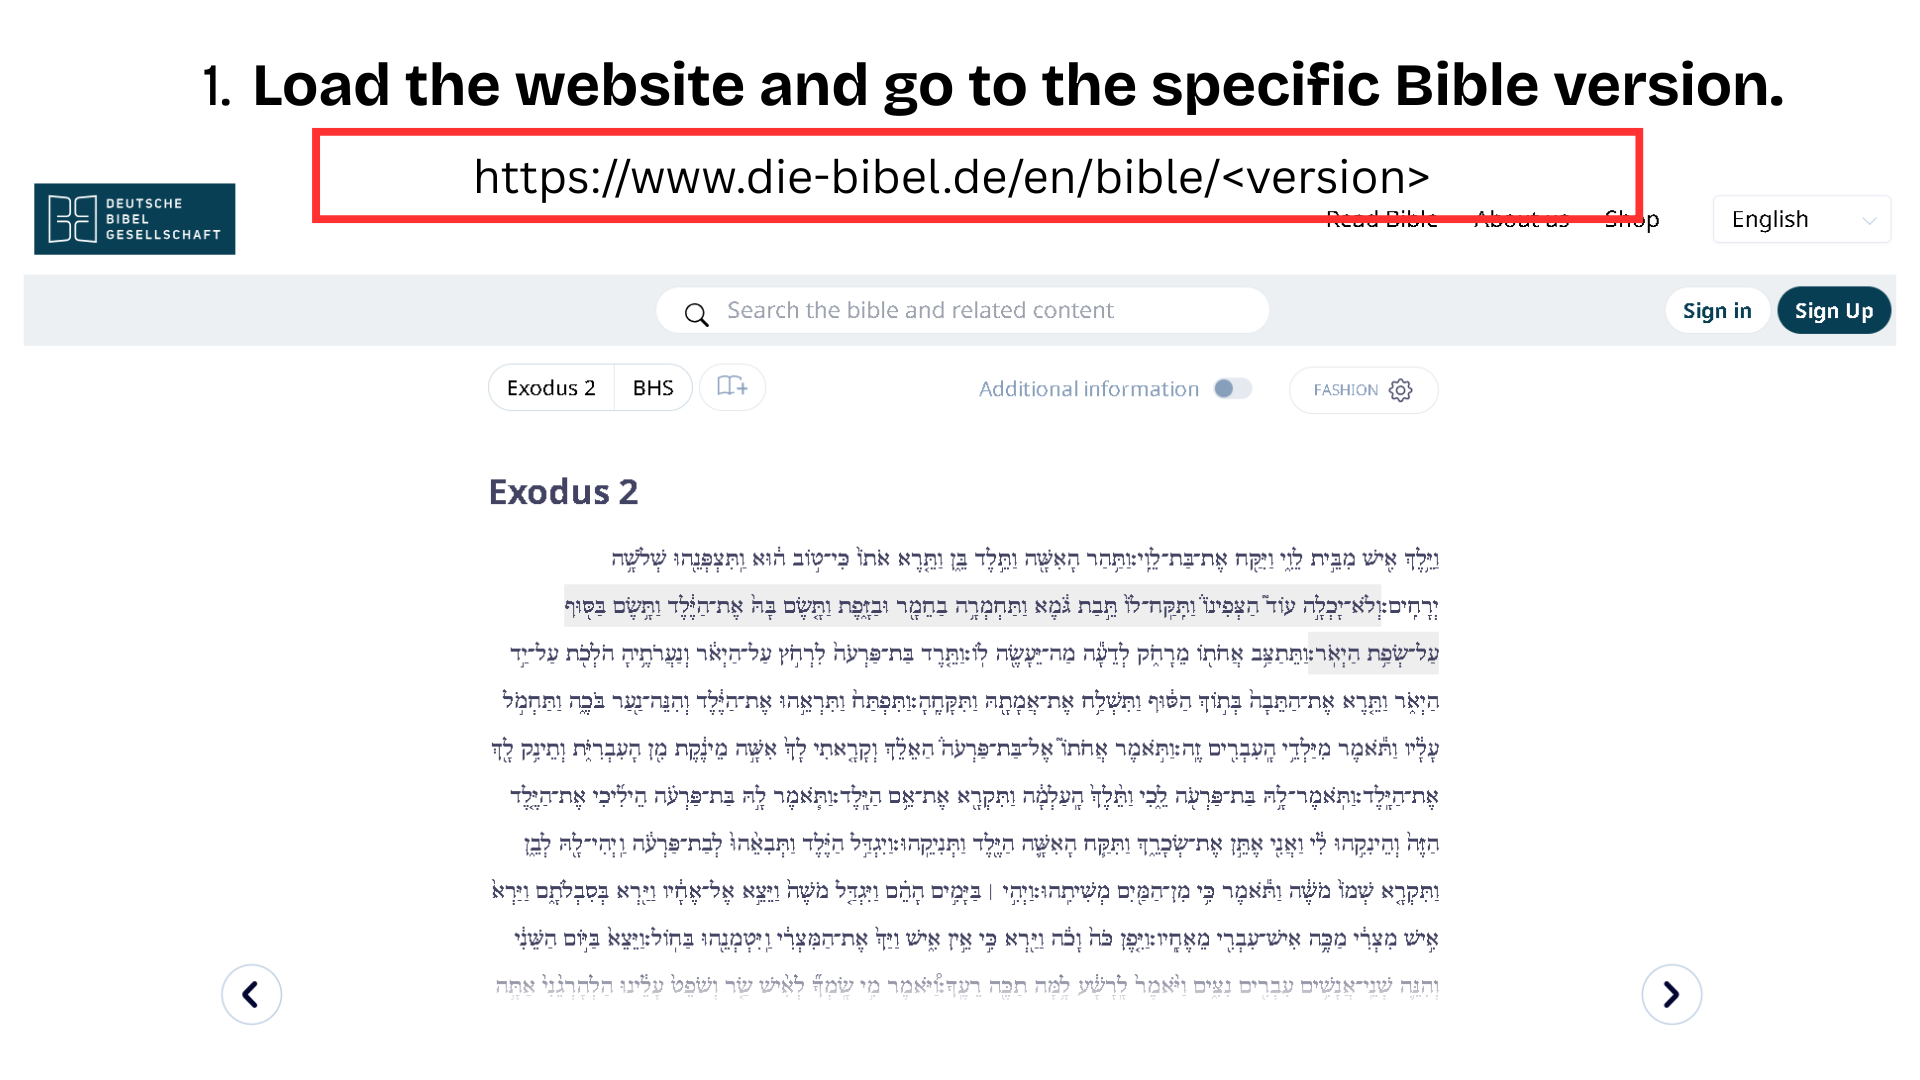 1. Load the website and go to the specific Bible version.
https://www.die-bibel.de/en/bible/<version>
DEUTSCHE
BIBEL
GESELLSCHAFT
Read Bible About us Shop
English
Search the bible and related content
Sign in Sign Up
Exodus 2 BHS
Additional information
FASHION
Exodus 2
וַיֵּ֥לֶךְ אִ֖ישׁ מִבֵּ֣ית לֵוִ֑י וַיִּקַּ֖ח אֶת־בַּת־לֵוִֽי׃וַתַּ֥הַר הָאִשָּׁ֖ה וַתֵּ֣לֶד בֵּ֑ן וַתֵּ֤רֶא אֹתוֹ֙ כִּי־ט֣וֹב ה֔וּא וַֽתִּצְפְּנֵ֖הוּ שְׁלֹשָׁ֥ה
יְרָחִֽים׃וְלֹא־יָכְלָ֣ה עוֹד֮ הַצְּפִינוֹ֒ וַתִּֽקַּֽח־לוֹ֙ תֵּ֣בַת גֹּ֔מֶא וַתַּחְמְרָ֥ה בַחֵמָ֖ר וּבַזָּ֑פֶת וַתָּ֤שֶׂם בָּהּ֙ אֶת־הַיֶּ֔לֶד וַתָּ֥שֶׂם בַּסּ֖וּף
עַל־שְׂפַ֥ת הַיְאֹֽר׃וַתֵּתַצַּ֥ב אֲחֹת֖וֹ מֵרָחֹ֑ק לְדֵעָ֕ה מַה־יֵּעָשֶׂ֖ה לֽוֹ׃וַתֵּ֤רֶד בַּת־פַּרְעֹה֙ לִרְחֹ֣ץ עַל־הַיְאֹ֔ר וְנַעֲרֹתֶ֥יהָ הֹלְכֹ֖ת עַל־יַ֣ד
הַיְאֹ֑ר וַתֵּ֤רֶא אֶת־הַתֵּבָה֙ בְּת֣וֹךְ הַסּ֔וּף וַתִּשְׁלַ֥ח אֶת־אֲמָתָ֖הּ וַתִּקָּחֶֽהָ׃וַתִּפְתַּח֙ וַתִּרְאֵ֣הוּ אֶת־הַיֶּ֔לֶד וְהִנֵּה־נַ֖עַר בֹּכֶ֑ה וַתַּחְמֹ֣ל
עָלָ֔יו וַתֹּ֕אמֶר מִיַּלְדֵ֥י הָֽעִבְרִ֖ים זֶֽה׃וַתֹּ֣אמֶר אֲחֹתוֹ֮ אֶל־בַּת־פַּרְעֹה֒ הַאֵלֵ֗ךְ וְקָרָ֤אתִי לָךְ֙ אִשָּׁ֣ה מֵינֶ֔קֶת מִ֖ן הָעִבְרִיֹּ֑ת וְתֵינִ֥ק לָ֖ךְ
אֶת־הַיָּֽלֶד׃וַתֹּֽאמֶר־לָ֥הּ בַּת־פַּרְעֹ֖ה לֵ֑כִי וַתֵּ֙לֶךְ֙ הָֽעַלְמָ֔ה וַתִּקְרָ֖א אֶת־אֵ֥ם הַיָּֽלֶד׃וַתֹּ֧אמֶר לָ֣הּ בַּת־פַּרְעֹ֗ה הֵילִ֜יכִי אֶת־הַיֶּ֤לֶד
הַזֶּה֙ וְהֵינִקִ֣הוּ לִ֔י וַאֲנִ֖י אֶתֵּ֣ן אֶת־שְׂכָרֵ֑ךְ וַתִּקַּ֧ח הָאִשָּׁ֛ה הַיֶּ֖לֶד וַתְּנִיקֵֽהוּ׃וַיִגְדַּ֣ל הַיֶּ֗לֶד וַתְּבִאֵ֙הוּ֙ לְבַת־פַּרְעֹ֔ה וַֽיְהִי־לָ֖הּ לְבֵ֑ן
וַתִּקְרָ֤א שְׁמוֹ֙ מֹשֶׁ֔ה וַתֹּ֕אמֶר כִּ֥י מִן־הַמַּ֖יִם מְשִׁיתִֽהוּ׃וַיְהִ֣י ׀ בַּיָּמִ֣ים הָהֵ֗ם וַיִּגְדַּ֤ל מֹשֶׁה֙ וַיֵּצֵ֣א אֶל־אֶחָ֔יו וַיַּ֖רְא בְּסִבְלֹתָ֑ם וַיַּרְא֙
אִ֣ישׁ מִצְרִ֔י מַכֶּ֥ה אִישׁ־עִבְרִ֖י מֵאֶחָֽיו׃וַיִּ֤פֶן כֹּה֙ וָכֹ֔ה וַיַּ֖רְא כִּ֣י אֵ֣ין אִ֑ישׁ וַיַּךְ֙ אֶת־הַמִּצְרִ֔י וַֽיִּטְמְנֵ֖הוּ בַּחֽוֹל׃וַיֵּצֵא֙ בַּיּ֣וֹם הַשֵּׁנִ֔י
וְהִנֵּ֛ה שְׁנֵֽי־אֲנָשִׁ֥ים עִבְרִ֖ים נִצִּ֑ים וַיֹּ֙אמֶר֙ לָֽרָשָׁ֔ע לָ֥מָּה תַכֶּ֖ה רֵעֶֽךָ׃וַ֠יֹּאמֶר מִ֣י שָֽׂמְךָ֞ לְאִ֨ישׁ שַׂ֤ר וְשֹׁפֵט֙ עָלֵ֔ינוּ הַלְהָרְגֵ֙נִי֙ אַתָּ֣ה